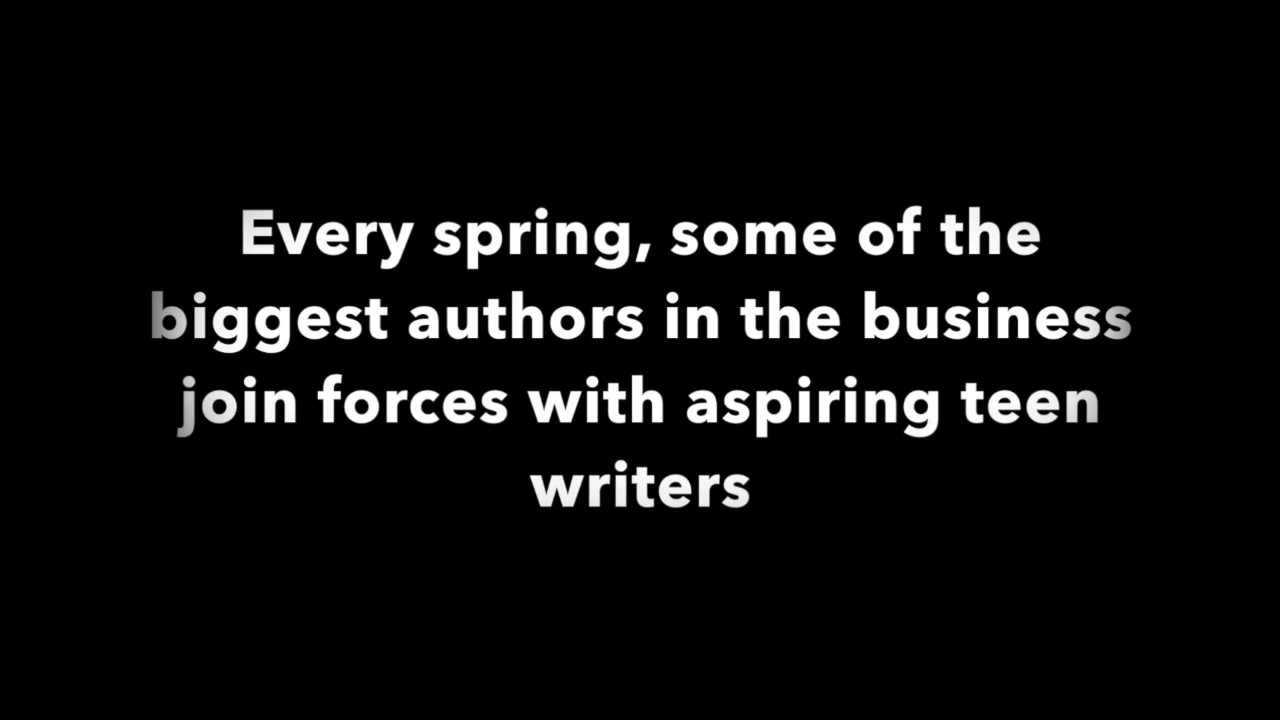 Every spring, some of the
biggest authors in the business
join forces with aspiring teen
writers